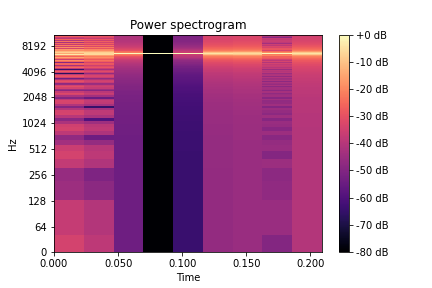 Power spectrogram
8192
4096
2048
1024
512
256
128
64
0
Hz
0.000 0.050 0.100 0.150 0.200
Time
+0 dB
-10 dB
-20 dB
-30 dB
-40 dB
-50 dB
-60 dB
-70 dB
-80 dB